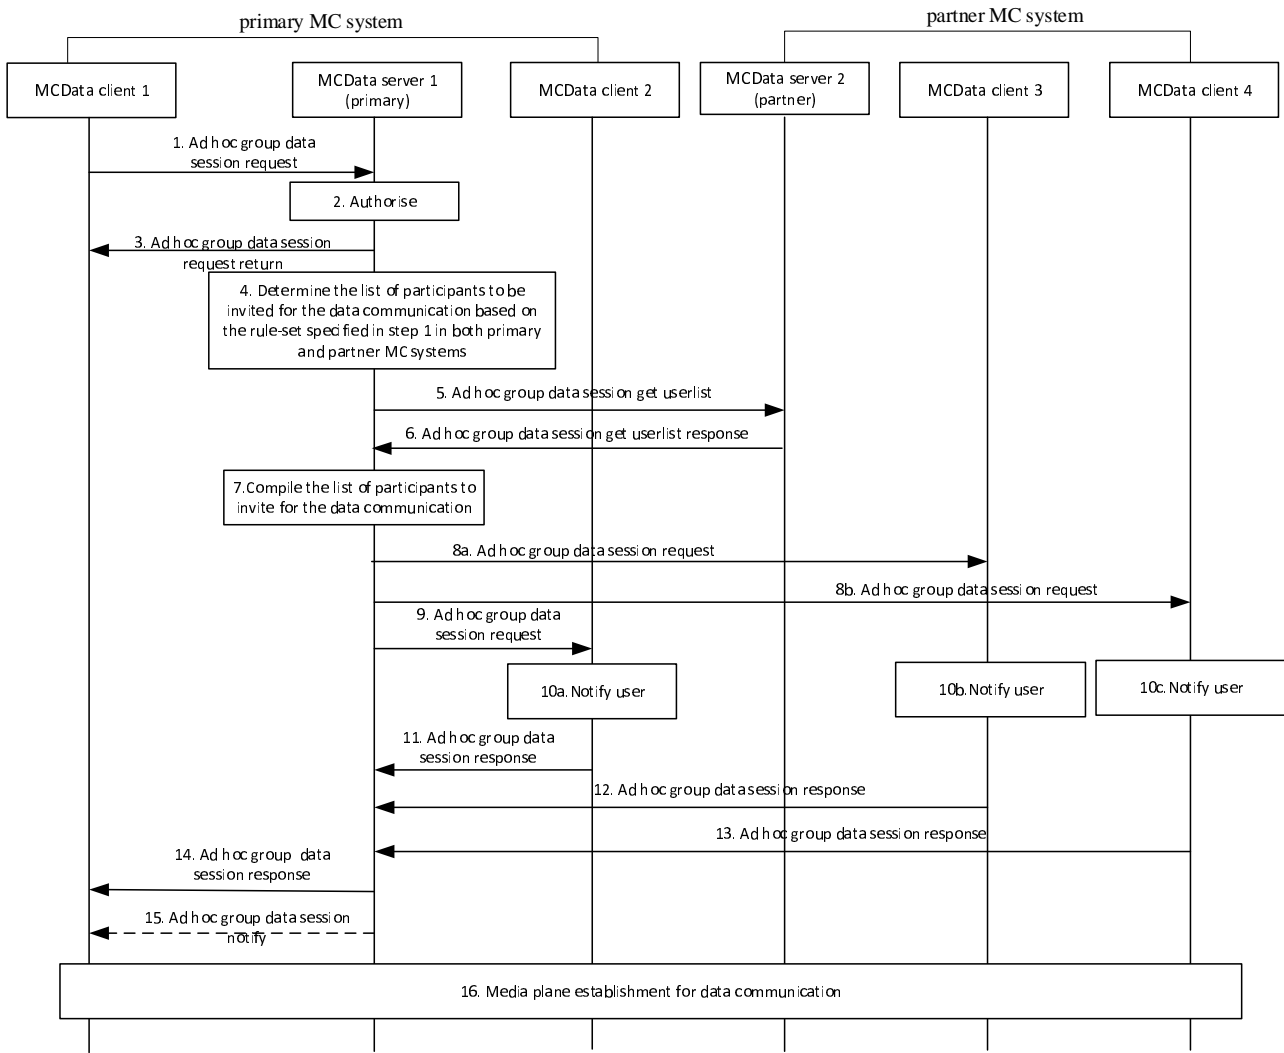 primary MC system
partner MC system
MCData client 1
MCData server 1
(primary)
MCData client 2
MCData server 2
(partner)
MCData client 3
MCData client 4
1. Ad hoc group data
session request
2. Authorise
3. Ad hoc group data session
request return
4. Determine the list of participants to be
invited for the data communication based on
the rule-set specified in step 1 in both primary
and partner MC systems
5. Ad hoc group data session get userlist
6. Ad hoc group data session get userlist response
7.Compile the list of participants to
invite for the data communication
8a. Ad hoc group data session request
8b. Ad hoc group data session request
9. Ad hoc group data
session request
10a. Notify user
10b. Notify user
10c. Notify user
11. Ad hoc group data
session response
12. Ad hoc group data session response
13. Ad hoc group data session response
14. Ad hoc group data
session response
15. Ad hoc group data session
notify
16. Media plane establishment for data communication